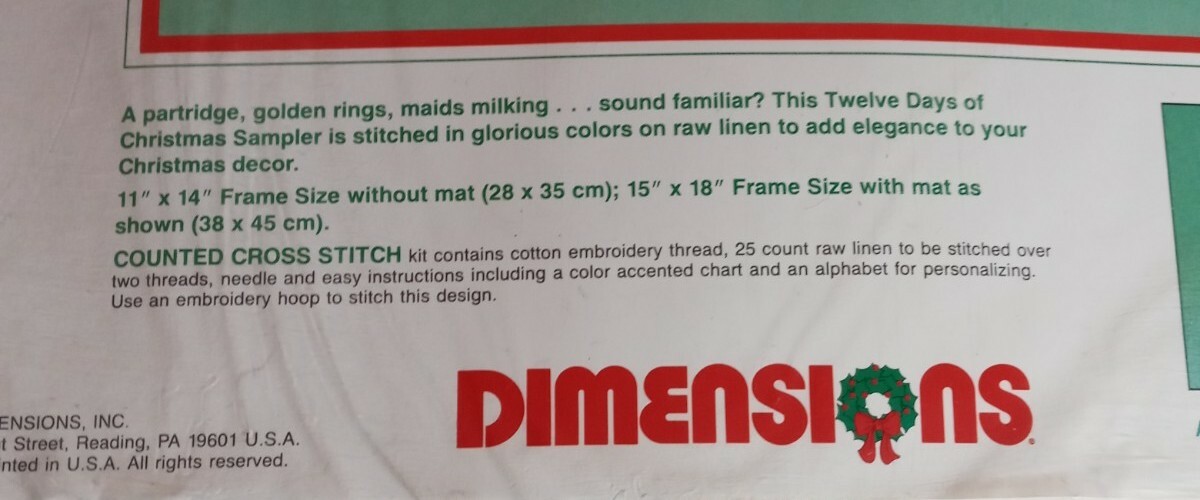 A partridge, golden rings, maids milking . . . sound familiar? This Twelve Days of
Christmas Sampler is stitched in glorious colors on raw linen to add elegance to your
Christmas decor.
11" x 14" Frame Size without mat (28 x 35 cm); 15" x 18" Frame Size with mat as
shown (38 x 45 cm).
COUNTED CROSS STITCH kit contains cotton embroidery thread, 25 count raw linen to be stitched over
two threads, needle and easy instructions including a color accented chart and an alphabet for personalizing.
Use an embroidery hoop to stitch this design.
DIMENSIONS
ENSIONS, INC.
t Street, Reading, PA 19601 U.S.A.
nted in U.S.A. All rights reserved.